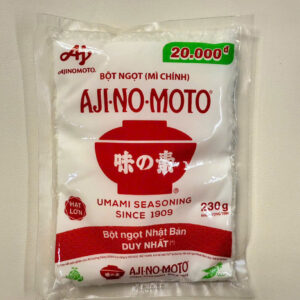 AJINOMOTO®
20.000đ
BỘT NGỌT (MÌ CHÍNH)
AJI-NO-MOTO®
味の素
HẠT LỚN
UMAMI SEASONING
SINCE 1909
230g
Bột ngọt Nhật Bản
DUY NHẤT(*)
AJI-NO-MOTO®